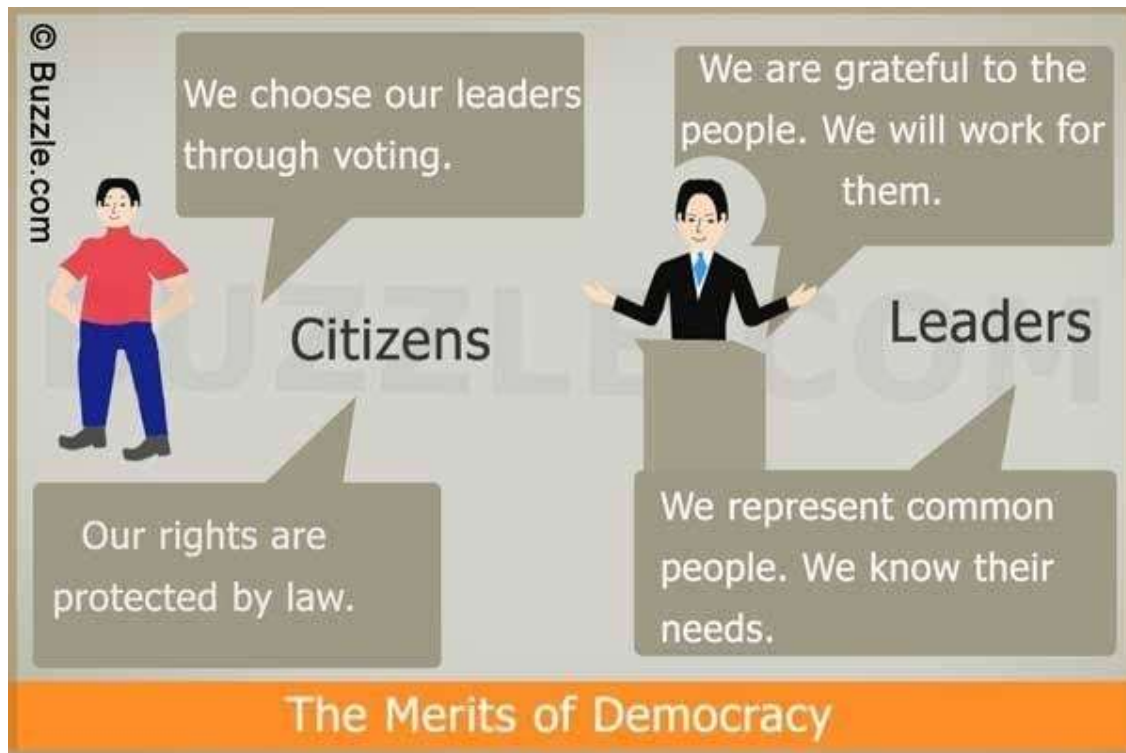 © Buzzle.com
We choose our leaders
through voting.
We are grateful to the
people. We will work for
them.
Citizens
Leaders
BUZZLE.COM
Our rights are
protected by law.
We represent common
people. We know their
needs.
The Merits of Democracy